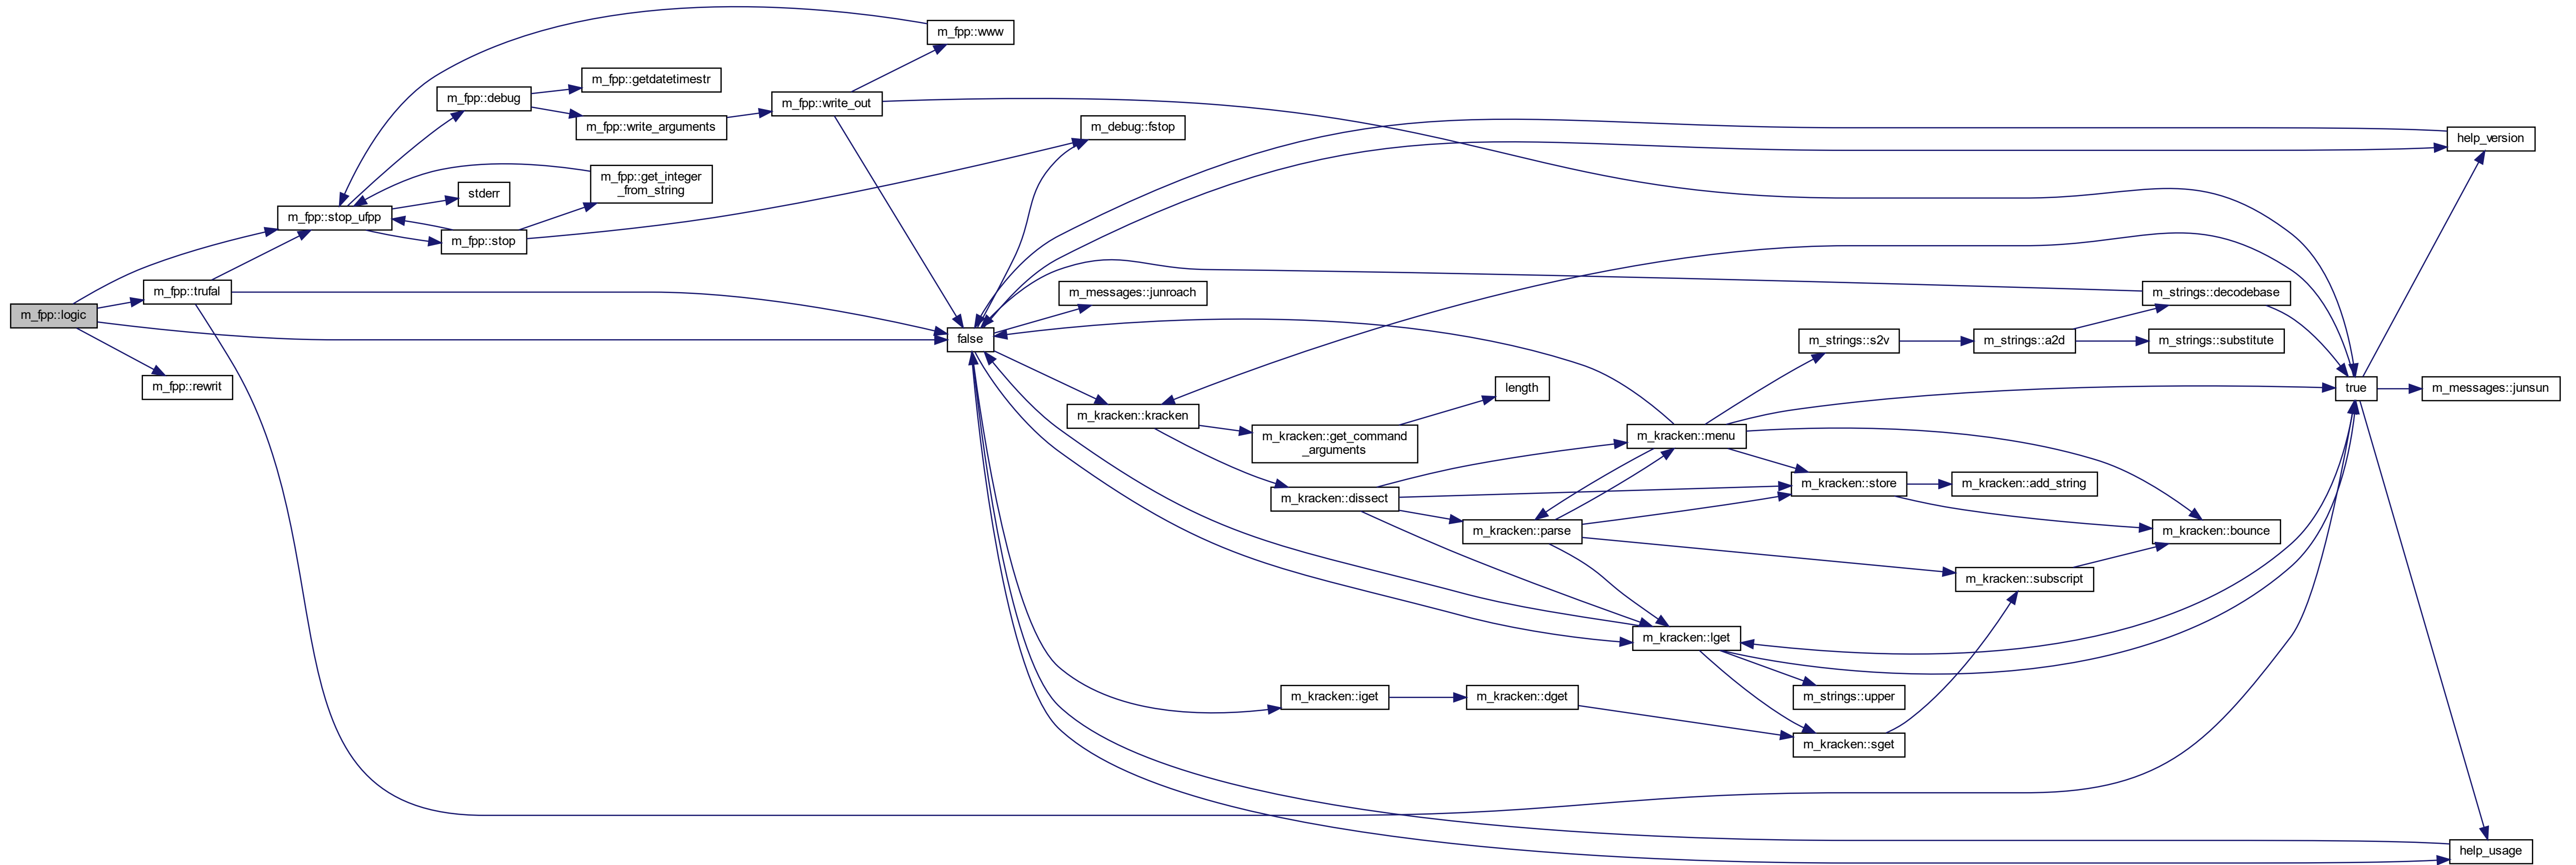 m_fpp::www
m_fpp::getdatetimestr
m_fpp::debug
m_fpp::write_out
m_fpp::write_arguments
m_debug::fstop
help_version
m_fpp::get_integer
_from_string
stderr
m_fpp::stop_ufpp
m_fpp::stop
m_fpp::trufal
m_messages::junroach
m_strings::decodebase
m_fpp::logic
false
m_strings::s2v
m_strings::a2d
m_strings::substitute
m_fpp::rewrit
length
true
m_messages::junsun
m_kracken::kracken
m_kracken::get_command
_arguments
m_kracken::menu
m_kracken::dissect
m_kracken::store
m_kracken::add_string
m_kracken::parse
m_kracken::bounce
m_kracken::subscript
m_kracken::lget
m_kracken::iget
m_kracken::dget
m_strings::upper
m_kracken::sget
help_usage